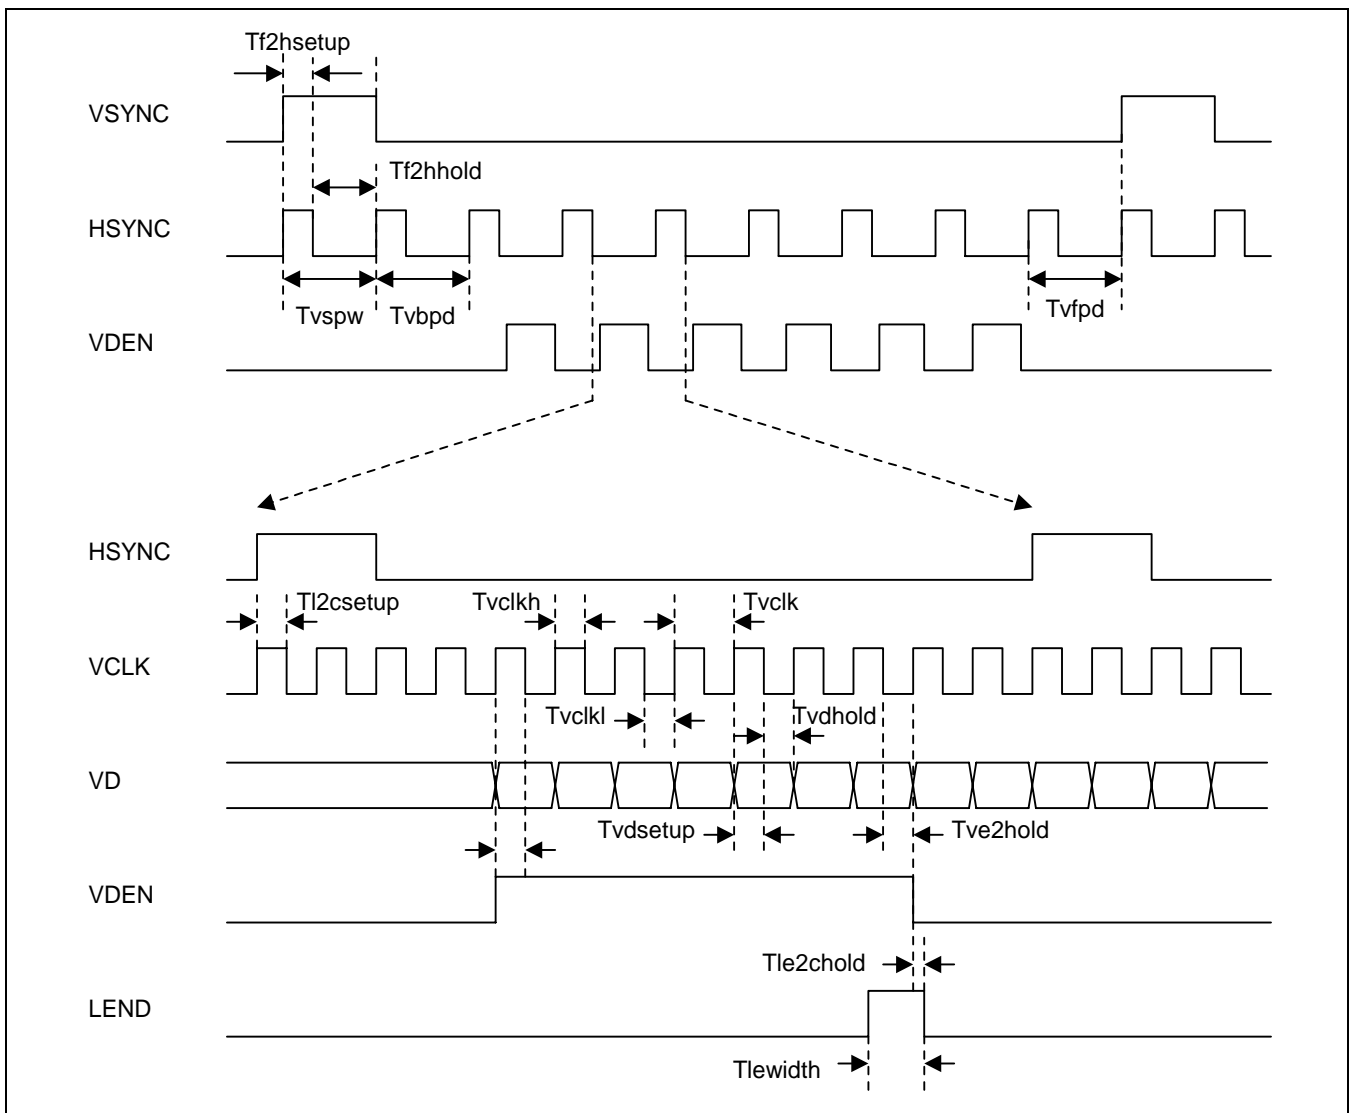 Tf2hsetup
VSYNC
Tf2hhold
HSYNC
Tvspw
Tvbpd
Tvfpd
VDEN
HSYNC
Tl2csetup
Tvclkh
Tvclk
VCLK
Tvclkl
Tvdhold
VD
Tvdsetup
Tve2hold
VDEN
Tle2chold
LEND
Tlewidth